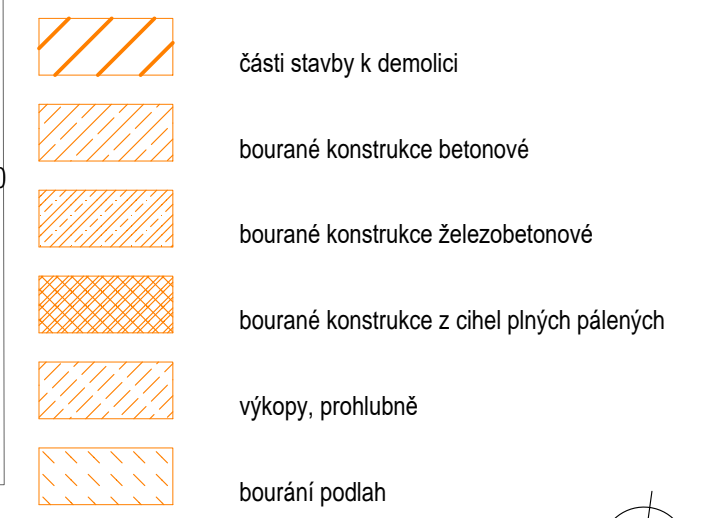 části stavby k demolici
bourané konstrukce betonové
bourané konstrukce železobetonové
bourané konstrukce z cihel plných pálených
výkopy, prohlubně
bourání podlah